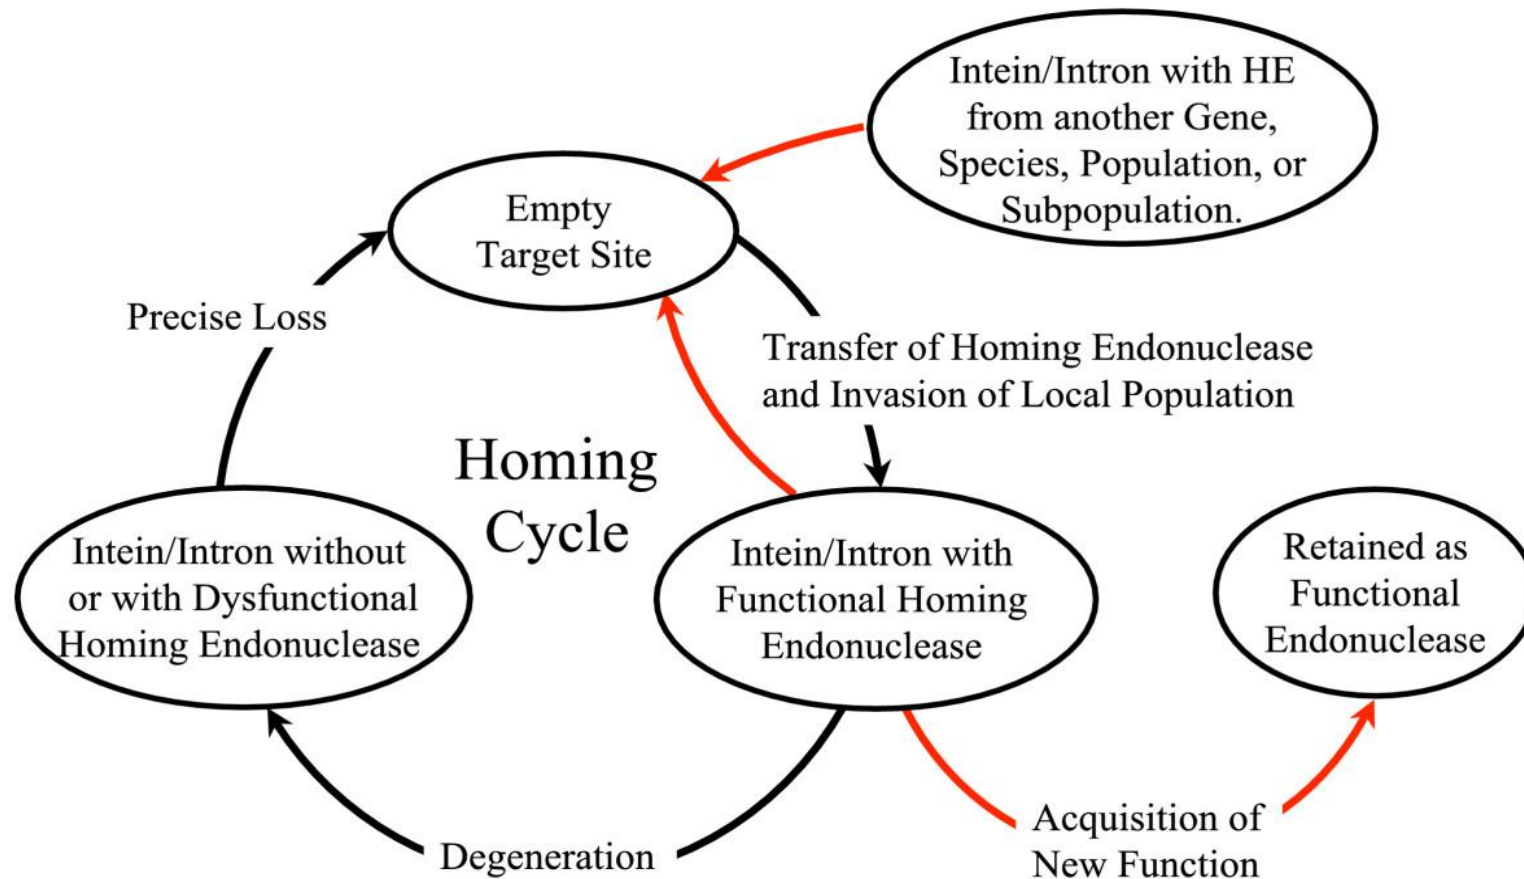 Intein/Intron with HE
from another Gene,
Species, Population, or
Subpopulation.
Empty
Target Site
Precise Loss
Transfer of Homing Endonuclease
and Invasion of Local Population
Homing
Cycle
Intein/Intron without
or with Dysfunctional
Homing Endonuclease
Intein/Intron with
Functional Homing
Endonuclease
Retained as
Functional
Endonuclease
Degeneration
Acquisition of
New Function